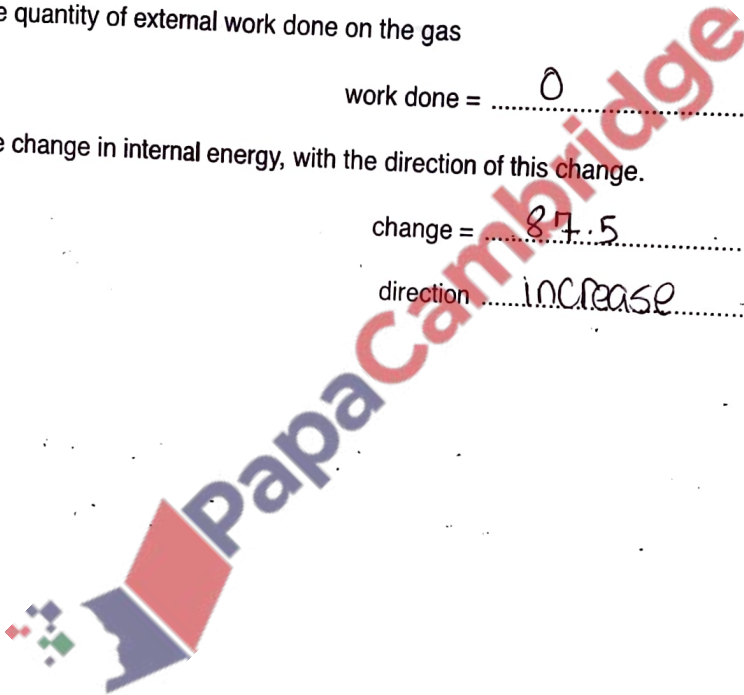 e quantity of external work done on the gas
work done = ...... 0 ......
e change in internal energy, with the direction of this change.
change = ...... 87.5 ......
direction ...... increase ......
PapaCambridge